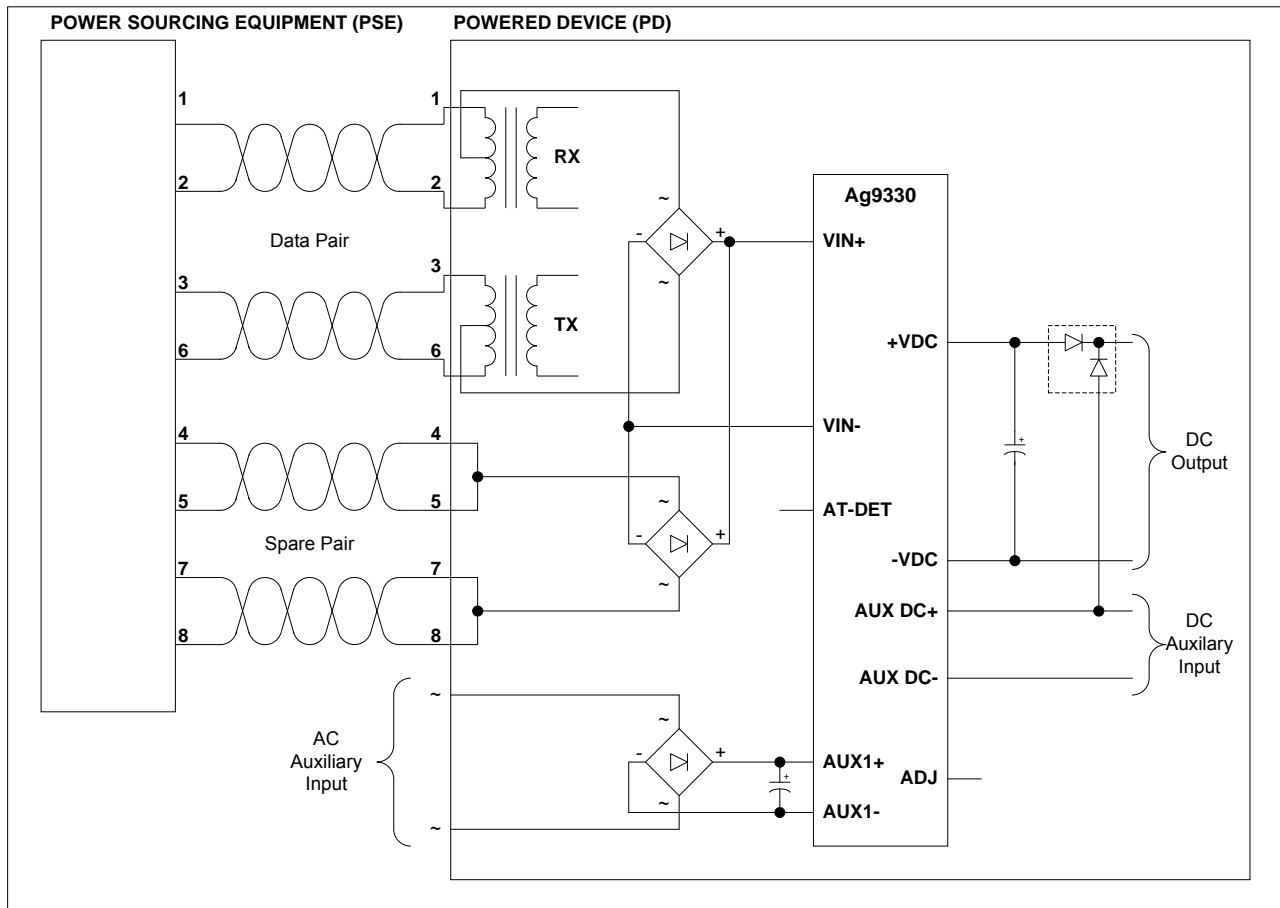 POWER SOURCING EQUIPMENT (PSE)
POWERED DEVICE (PD)
1
1
2
2
RX
Data Pair
3
3
6
6
TX
4
4
5
5
Spare Pair
7
7
8
8
~
~
-
+
~
~
-
+
AC
Auxiliary
Input
~
~
~
~
-
+
+
Ag9330
VIN+
VIN-
AT-DET
AUX1+
AUX1-
+VDC
-VDC
AUX DC+
AUX DC-
ADJ
+
DC
Output
DC
Auxilary
Input